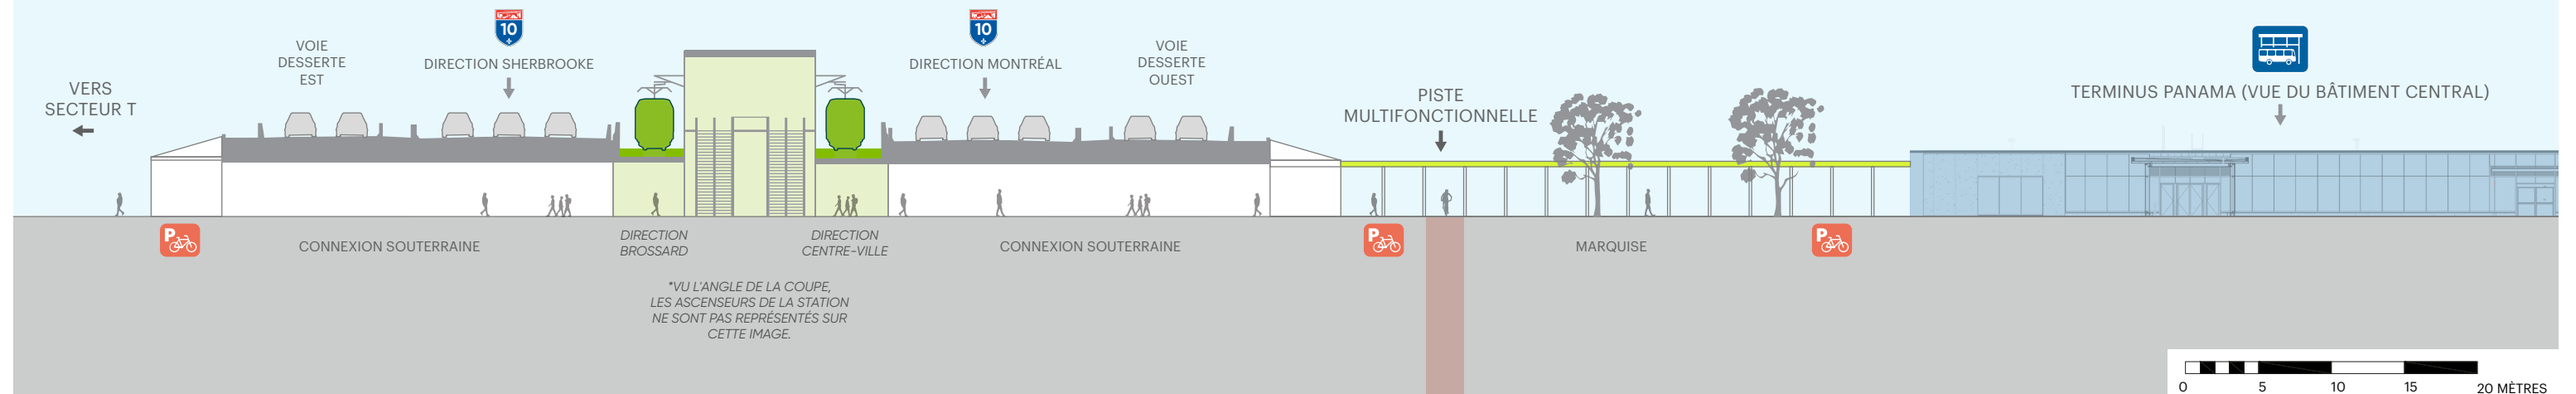 VERS
SECTEUR T
VOIE
DESSERTE
EST
10
DIRECTION SHERBROOKE
10
DIRECTION MONTRÉAL
VOIE
DESSERTE
OUEST
PISTE
MULTIFONCTIONNELLE
TERMINUS PANAMA (VUE DU BÂTIMENT CENTRAL)
P
CONNEXION SOUTERRAINE
DIRECTION
BROSSARD
DIRECTION
CENTRE-VILLE
CONNEXION SOUTERRAINE
P
MARQUISE
P
*VU L'ANGLE DE LA COUPE,
LES ASCENSEURS DE LA STATION
NE SONT PAS REPRÉSENTÉS SUR
CETTE IMAGE.
0 5 10 15 20 MÈTRES